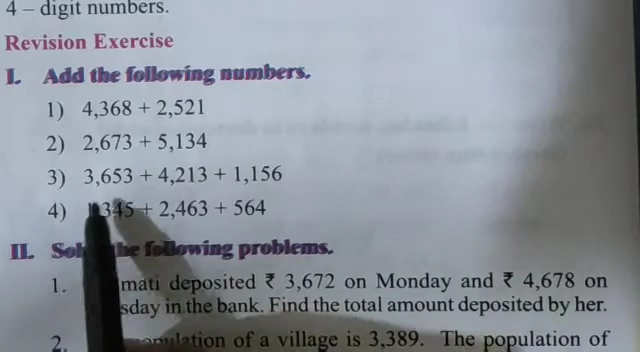 4 – digit numbers.
Revision Exercise
I. Add the following numbers.
1) 4,368 + 2,521
2) 2,673 + 5,134
3) 3,653 + 4,213 + 1,156
4) + 2,463 + 564
II. the following problems.
1. deposited ₹ 3,672 on Monday and ₹ 4,678 on
in the bank. Find the total amount deposited by her.
2. of a village is 3,389. The population of